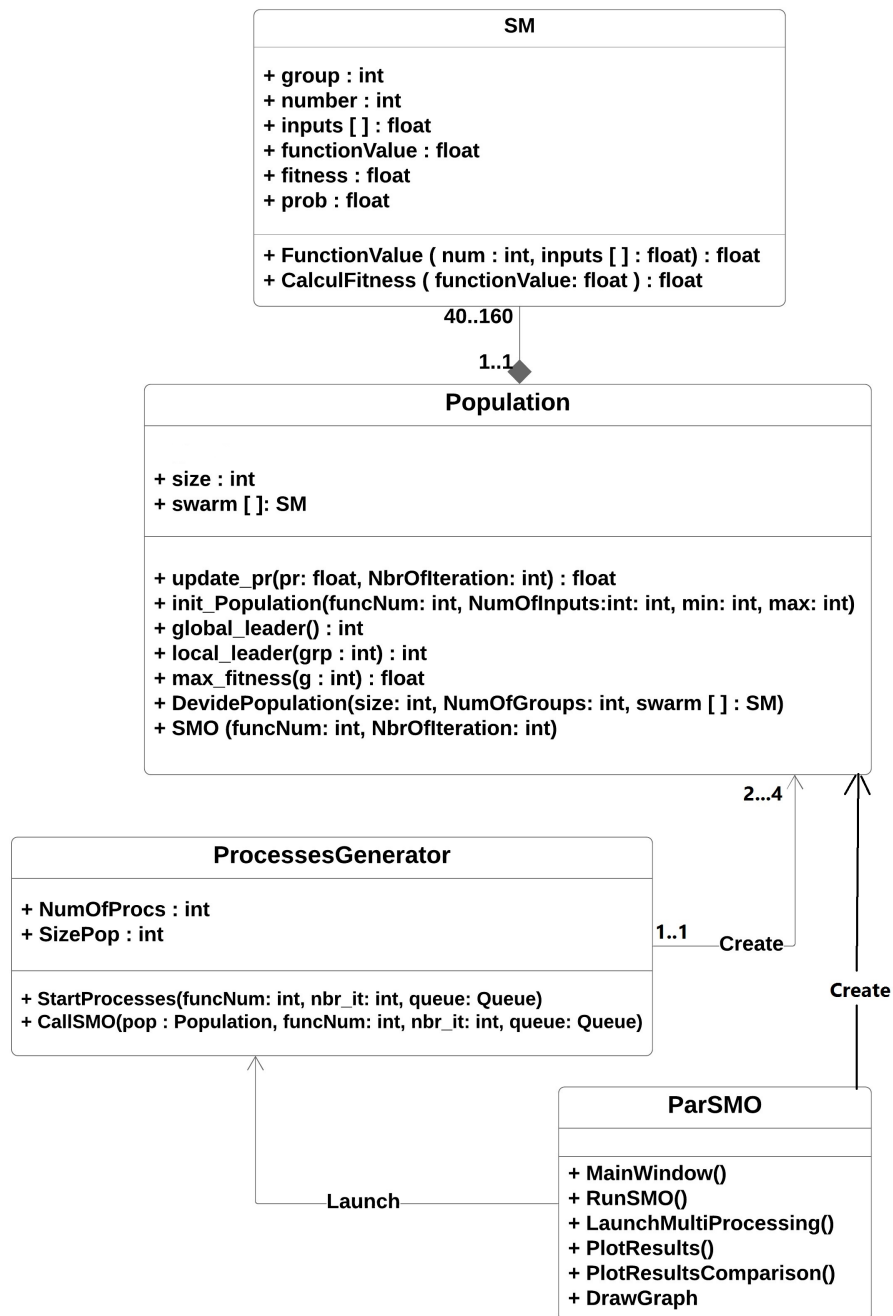 SM
+ group : int
+ number : int
+ inputs [ ] : float
+ functionValue : float
+ fitness : float
+ prob : float
+ FunctionValue ( num : int, inputs [ ] : float) : float
+ CalculFitness ( functionValue: float ) : float
40..160
1..1
Population
+ size : int
+ swarm [ ]: SM
+ update_pr(pr: float, NbrOfIteration: int) : float
+ init_Population(funcNum: int, NumOfInputs:int: int, min: int, max: int)
+ global_leader() : int
+ local_leader(grp : int) : int
+ max_fitness(g : int) : float
+ DevidePopulation(size: int, NumOfGroups: int, swarm [ ] : SM)
+ SMO (funcNum: int, NbrOfIteration: int)
2...4
ProcessesGenerator
+ NumOfProcs : int
+ SizePop : int
+ StartProcesses(funcNum: int, nbr_it: int, queue: Queue)
+ CallSMO(pop : Population, funcNum: int, nbr_it: int, queue: Queue)
1..1
Create
Create
ParSMO
+ MainWindow()
+ RunSMO()
+ LaunchMultiProcessing()
+ PlotResults()
+ PlotResultsComparison()
+ DrawGraph
Launch